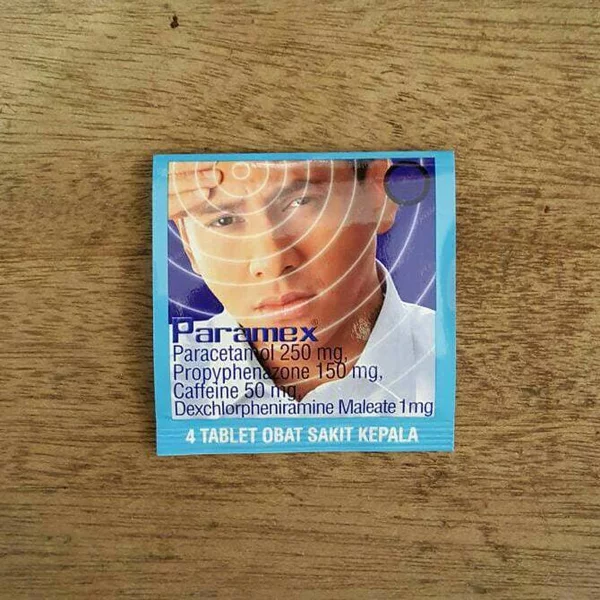 Paramex®
Paracetamol 250 mg,
Propyphenazone 150 mg,
Caffeine 50 mg,
Dexchlorpheniramine Maleate 1mg
4 TABLET OBAT SAKIT KEPALA